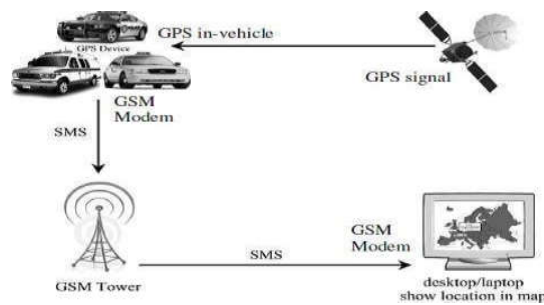 GPS in-vehicle
GPS Device
GPS signal
GSM
Modem
SMS
GSM Tower
SMS
GSM
Modem
desktop/laptop
show location in map